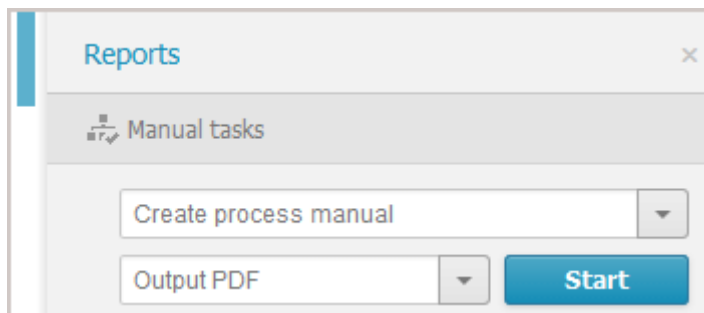 Reports
Manual tasks
Create process manual
Output PDF Start